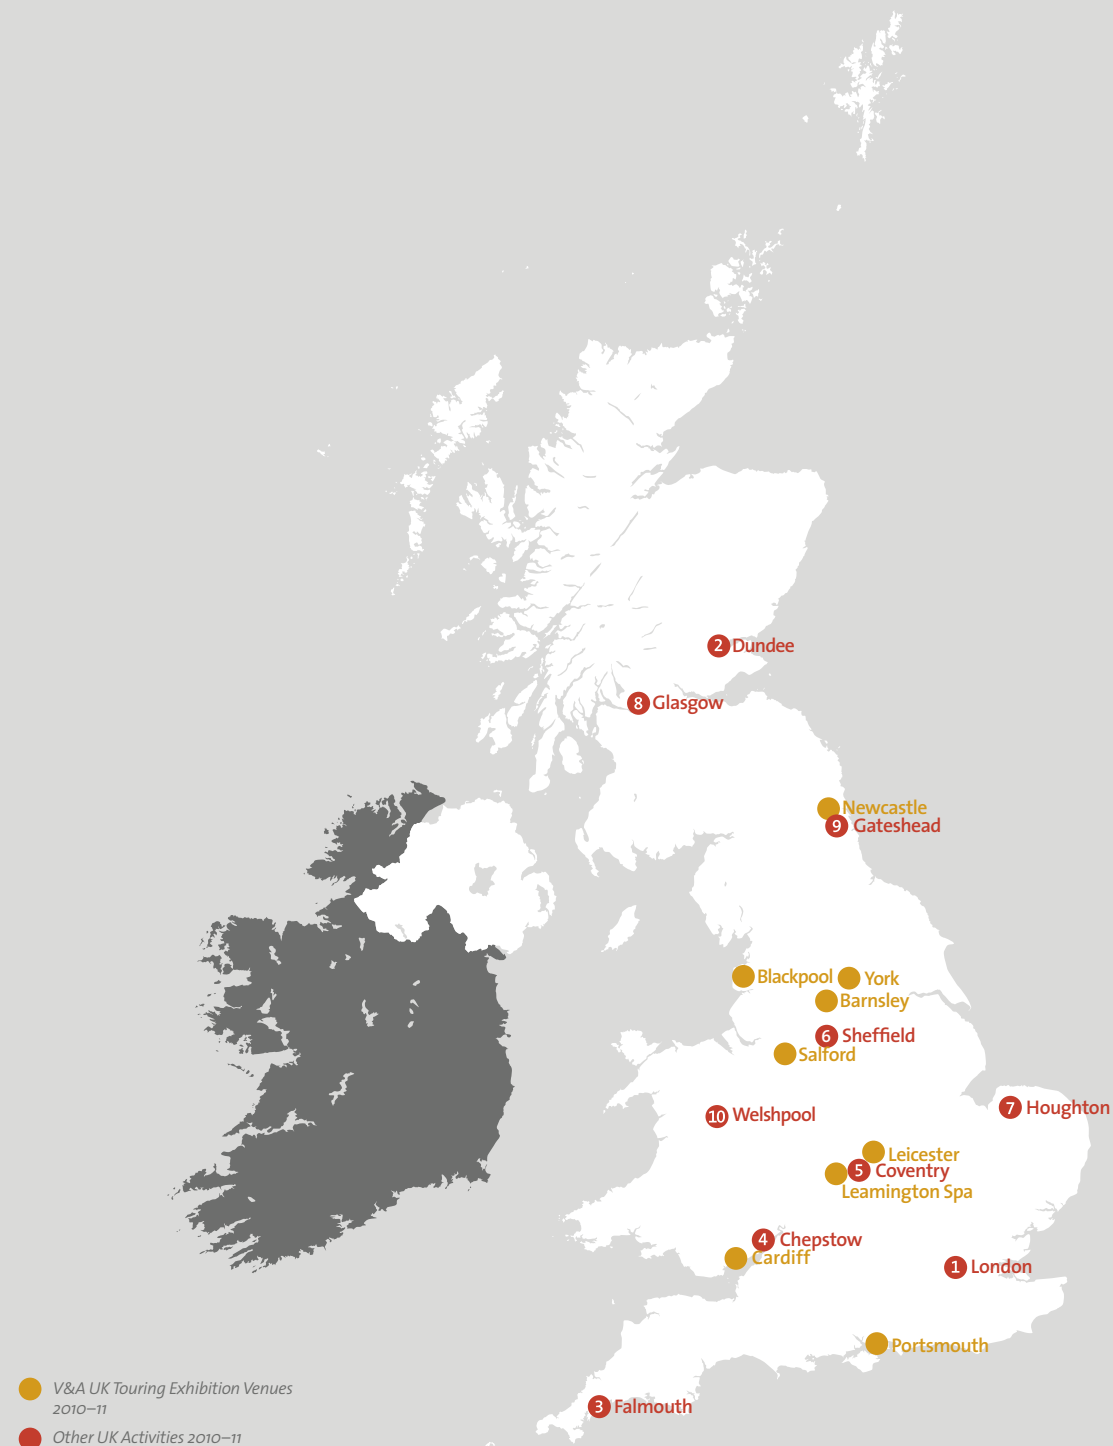 2 Dundee
8 Glasgow
Newcastle
9 Gateshead
Blackpool
York
Barnsley
6 Sheffield
Salford
10 Welshpool
7 Houghton
Leicester
5 Coventry
Leamington Spa
4 Chepstow
Cardiff
1 London
Portsmouth
3 Falmouth
V&A UK Touring Exhibition Venues
2010–11
Other UK Activities 2010–11